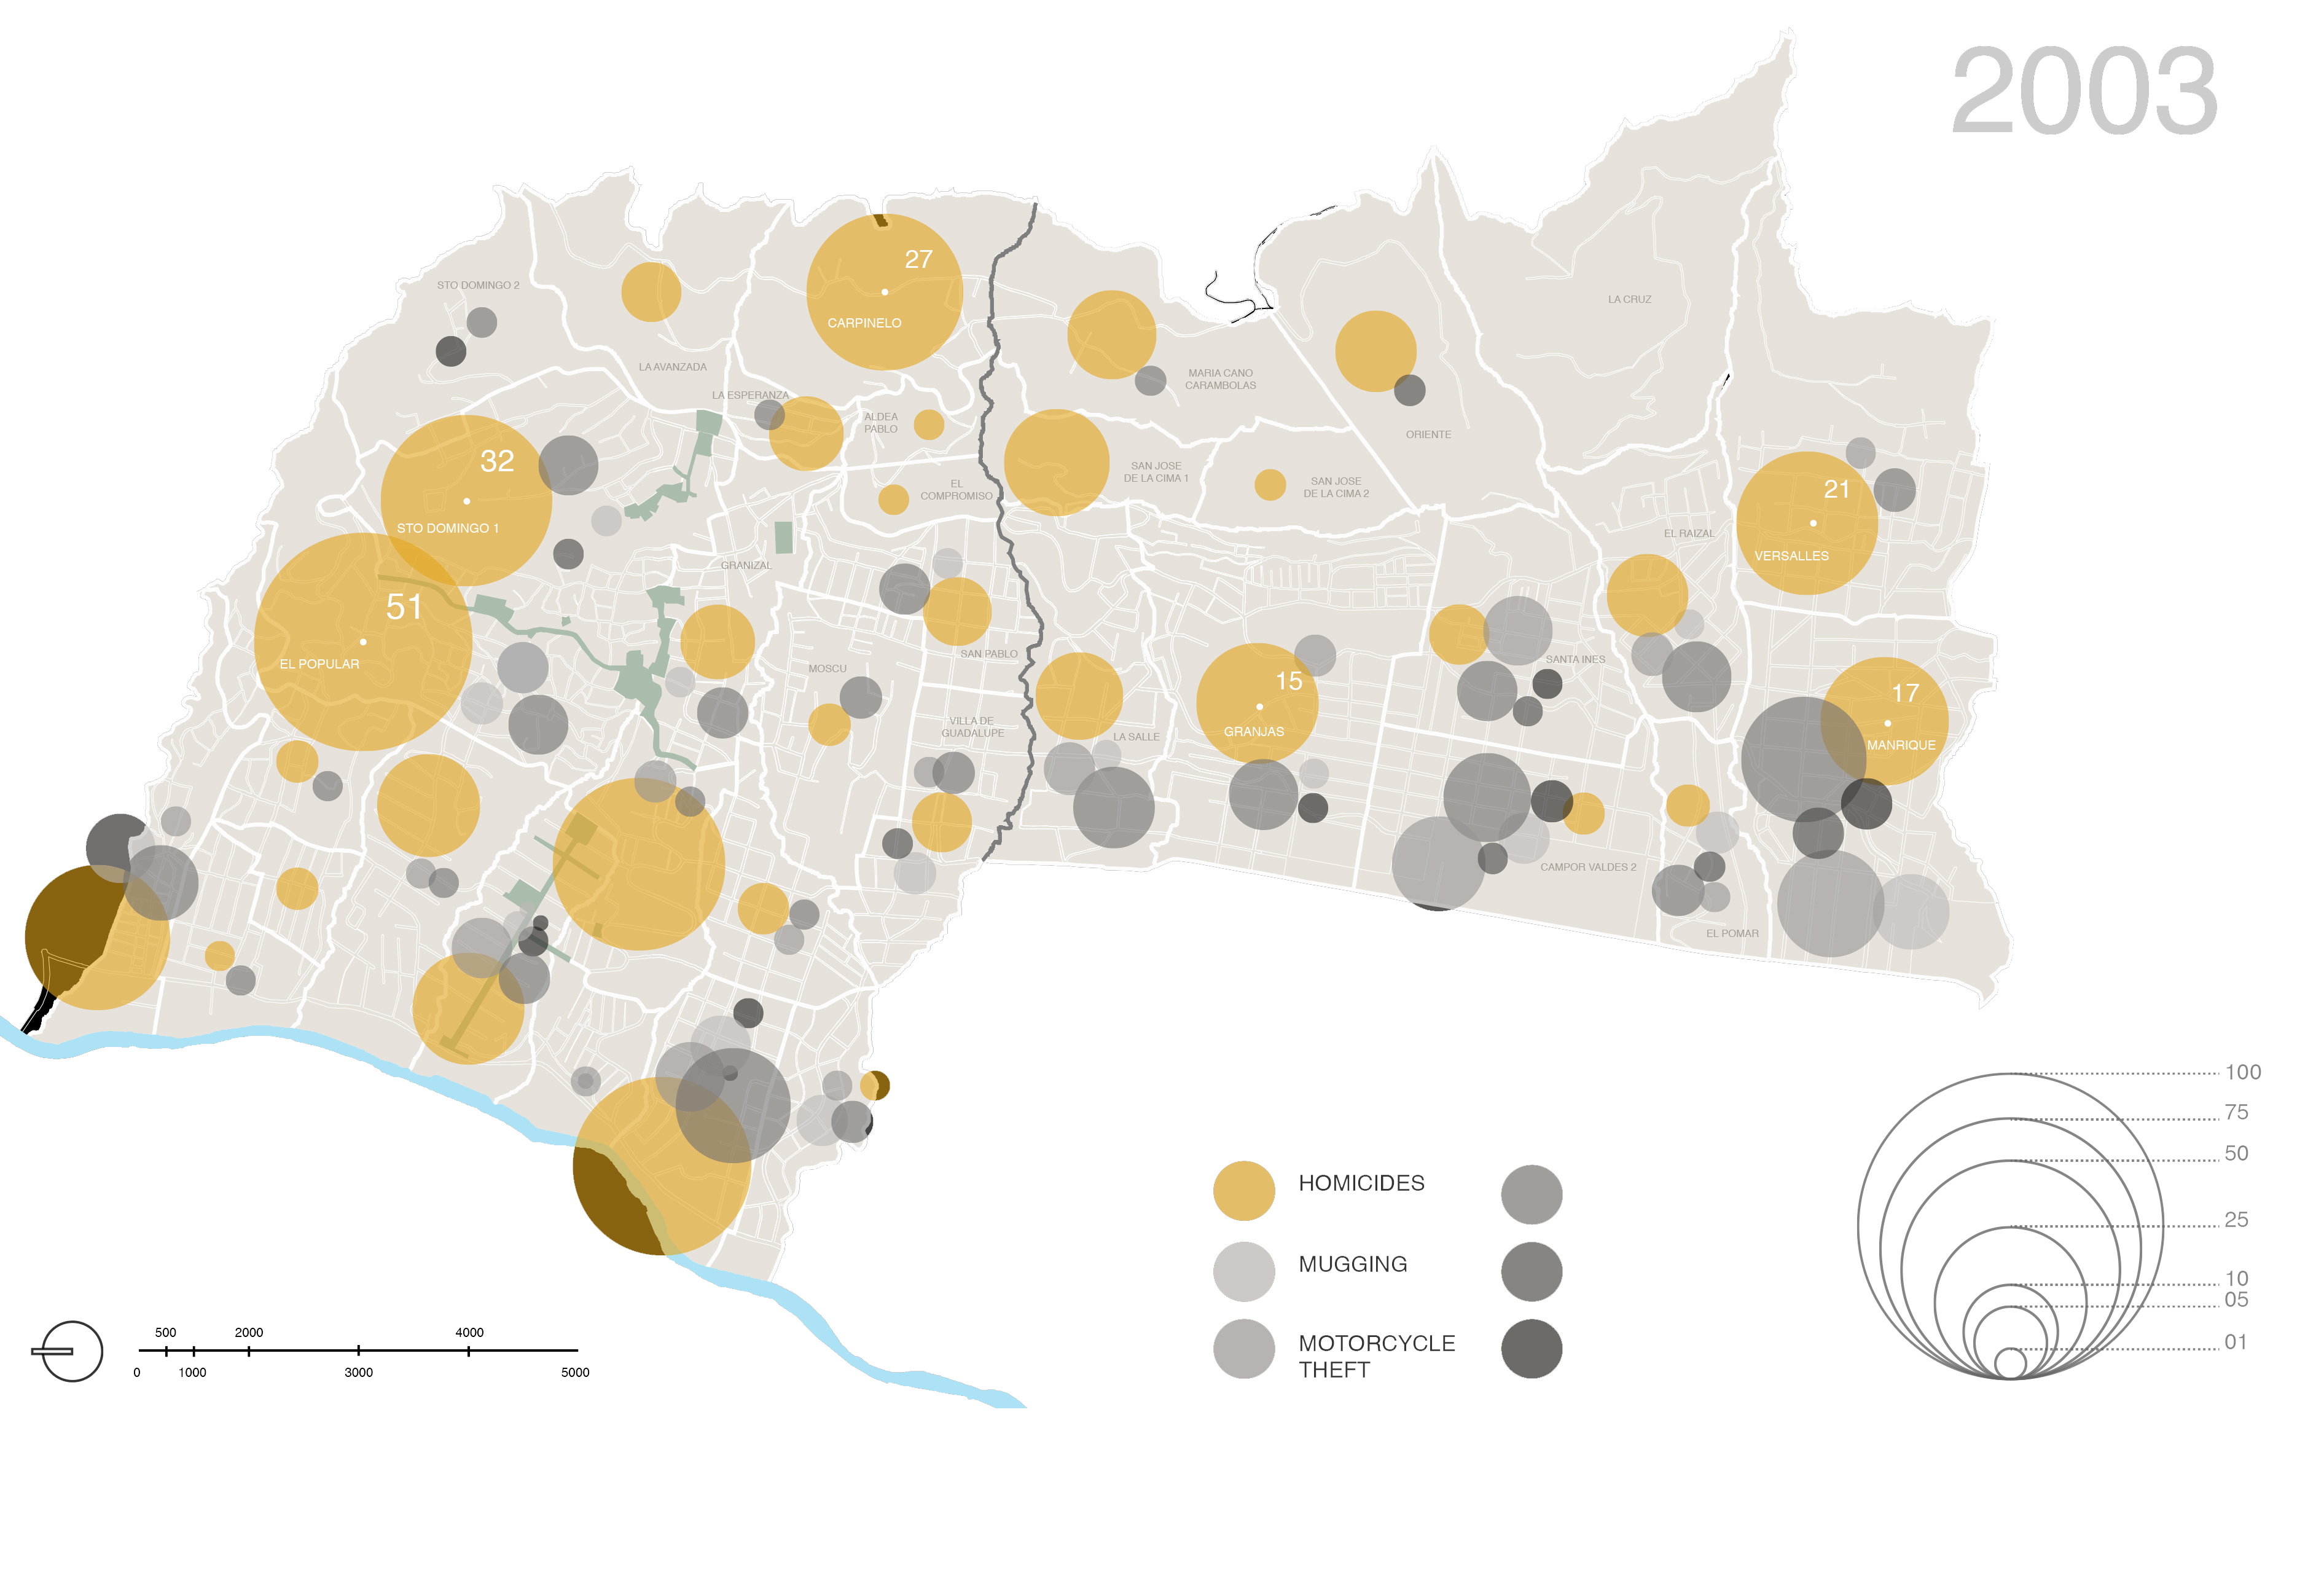 2003
27
CARPINELO
STO DOMINGO 2
LA CRUZ
LA AVANZADA
MARIA CANO
CARAMBOLAS
LA ESPERANZA
ALDEA
PABLO
ORIENTE
32
STO DOMINGO 1
SAN JOSE
DE LA CIMA 1
SAN JOSE
DE LA CIMA 2
EL
COMPROMISO
21
VERSALLES
EL RAIZAL
GRANIZAL
51
EL POPULAR
SAN PABLO
SANTA INES
MOSCU
15
GRANJAS
17
MANRIQUE
VILLA DE
GUADALUPE
LA SALLE
CAMPOR VALDES 2
EL POMAR
HOMICIDES
MUGGING
MOTORCYCLE
THEFT
100
75
50
25
10
05
01
500 2000 4000
0 1000 3000 5000